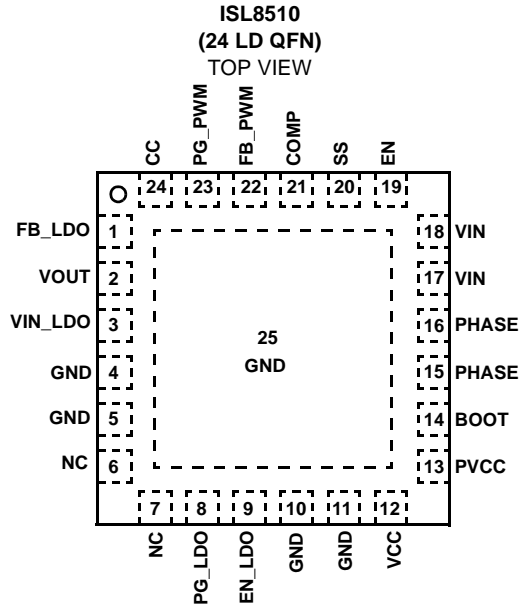 ISL8510
(24 LD QFN)
TOP VIEW
CC
PG_PWM
FB_PWM
COMP
SS
EN
24
23
22
21
20
19
FB_LDO 1
18 VIN
VOUT 2
17 VIN
VIN_LDO 3
16 PHASE
25
GND
GND 4
15 PHASE
GND 5
14 BOOT
NC 6
13 PVCC
7
8
9
10
11
12
NC
PG_LDO
EN_LDO
GND
GND
VCC